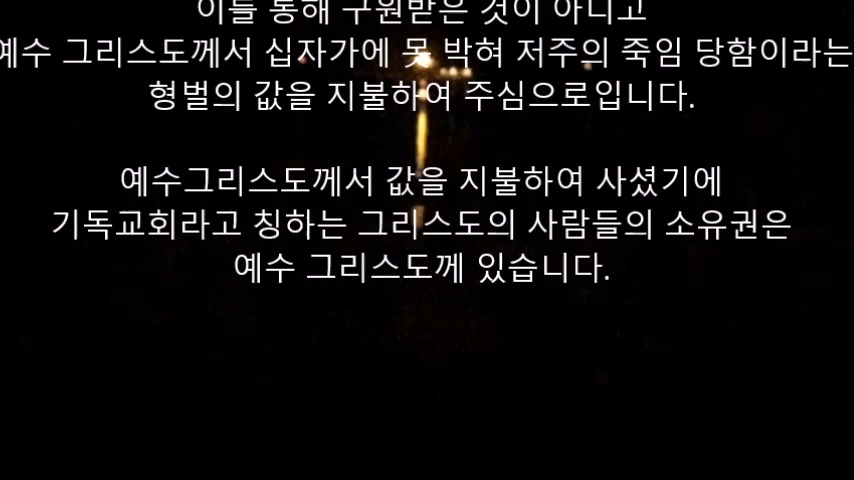 이들 통해 구원받은 것이 아니고
예수 그리스도께서 십자가에 못 박혀 저주의 죽임 당함이라는
형벌의 값을 지불하여 주심으로입니다.
예수그리스도께서 값을 지불하여 사셨기에
기독교회라고 칭하는 그리스도의 사람들의 소유권은
예수 그리스도께 있습니다.